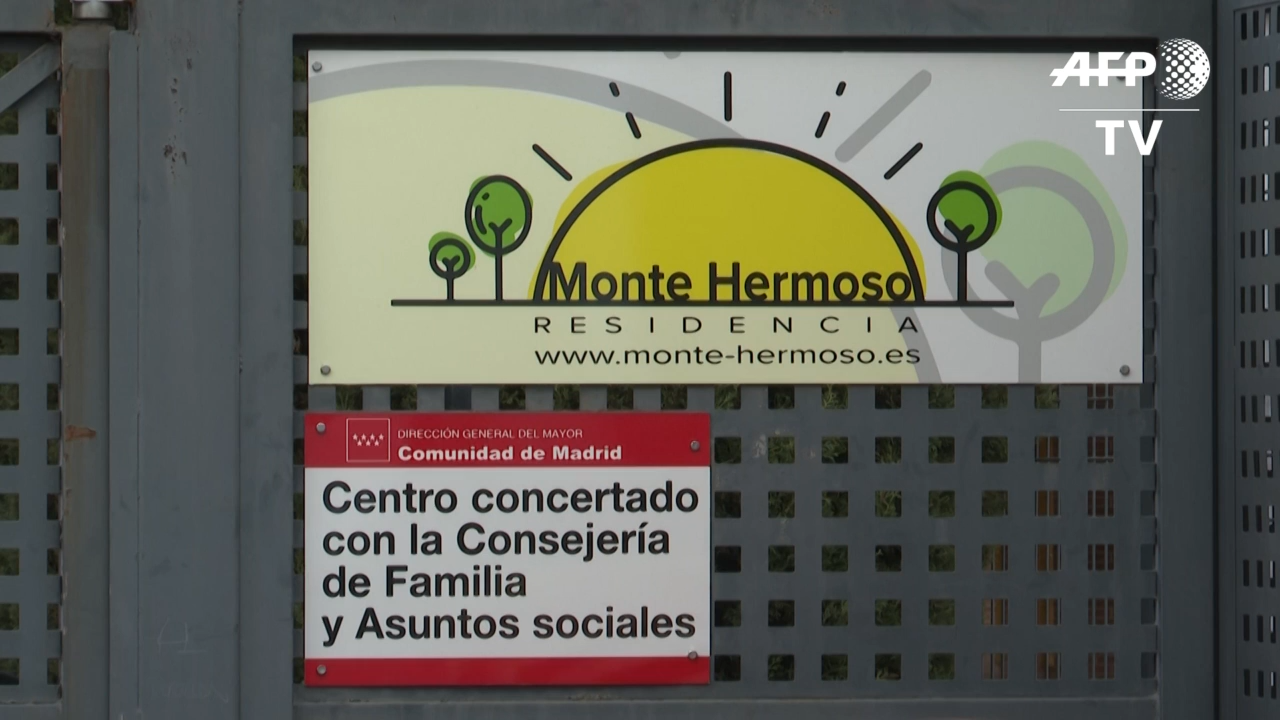 AFP
TV
Monte Hermoso
RESIDENCIA
www.monte-hermoso.es
DIRECCIÓN GENERAL DEL MAYOR
Comunidad de Madrid
Centro concertado
con la Consejería
de Familia
y Asuntos sociales